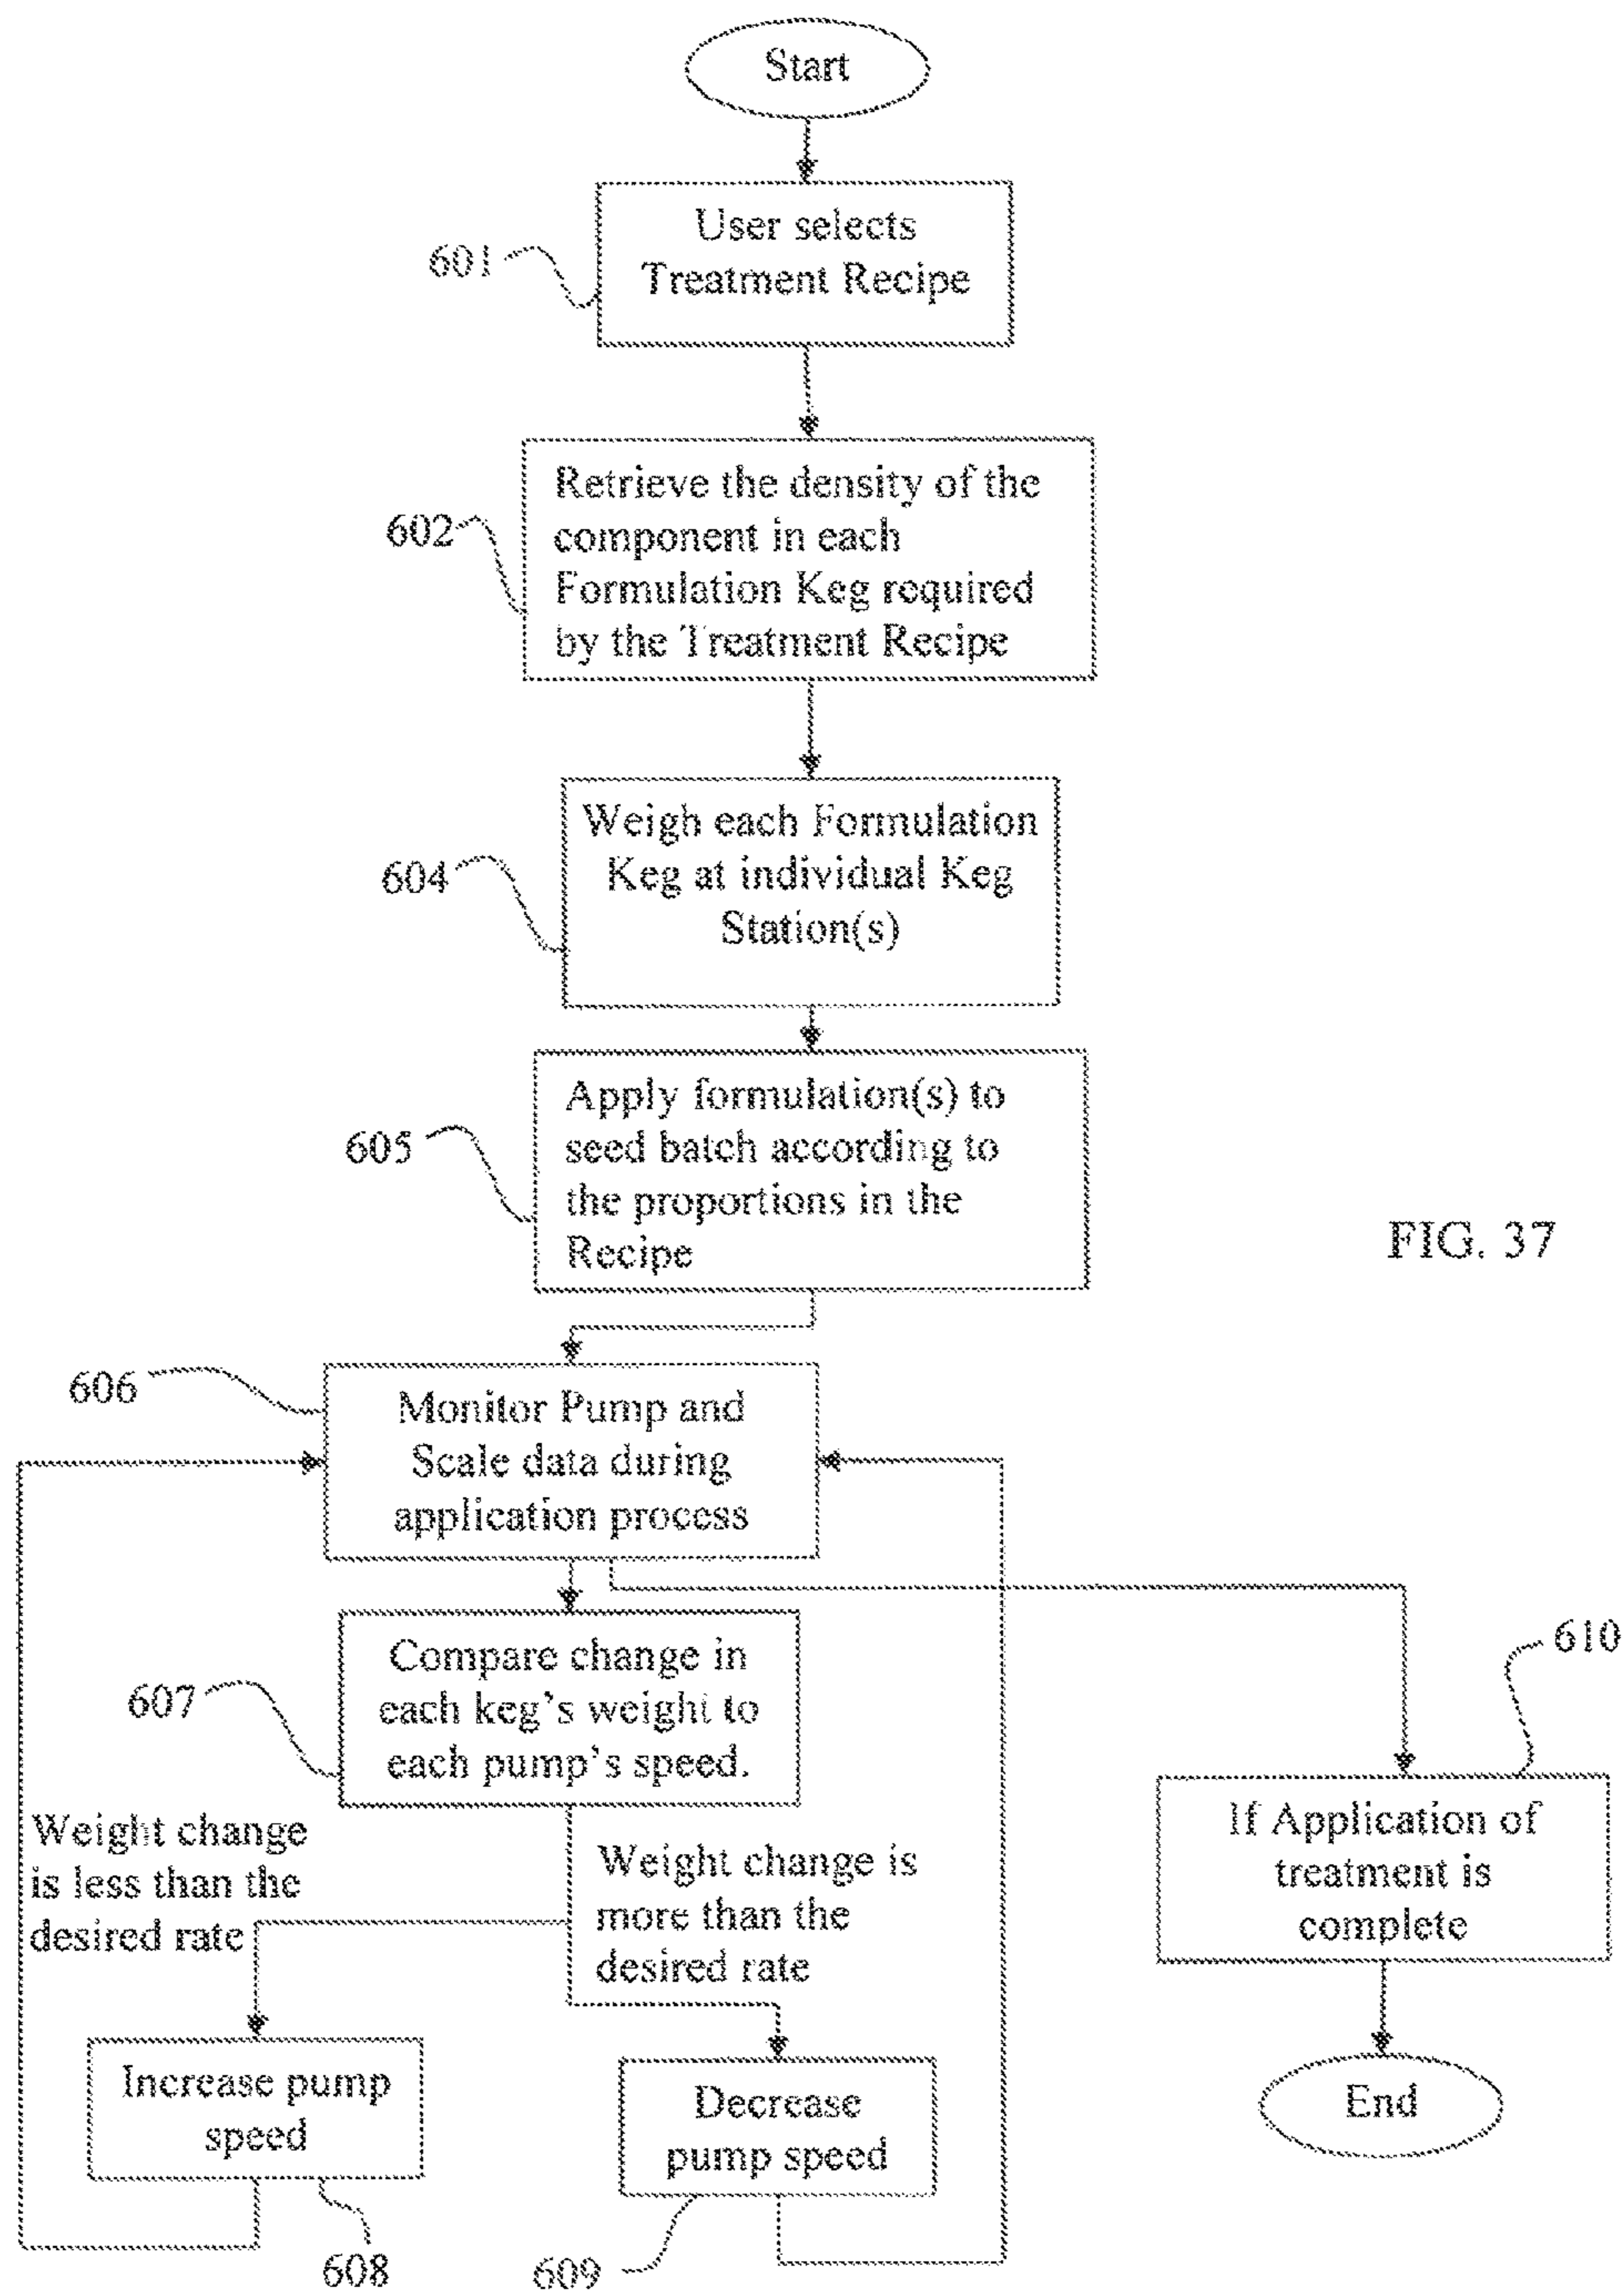 Start
User selects
Treatment Recipe
601
Retrieve the density of the
component in each
Formulation Keg required
by the Treatment Recipe
602
Weigh each Formulation
Keg at individual Keg
Station(s)
604
Apply formulation(s) to
seed batch according to
the proportions in the
Recipe
605
FIG. 37
606
Monitor Pump and
Scale data during
application process
610
Compare change in
each keg's weight to
each pump's speed.
607
Weight change
is less than the
desired rate
Weight change is
more than the
desired rate
If Application of
treatment is
complete
Increase pump
speed
Decrease
pump speed
End
608
609